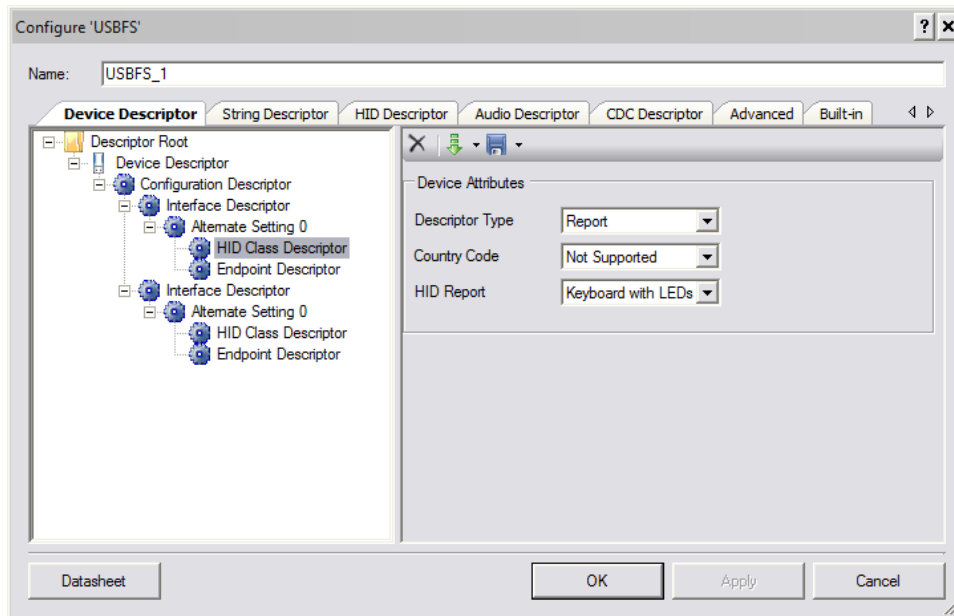 Configure 'USBFS'
Name: USBFS_1
Device Descriptor String Descriptor HID Descriptor Audio Descriptor CDC Descriptor Advanced Built-in
Descriptor Root
Device Descriptor
Configuration Descriptor
Interface Descriptor
Alternate Setting 0
HID Class Descriptor
Endpoint Descriptor
Interface Descriptor
Alternate Setting 0
HID Class Descriptor
Endpoint Descriptor
Device Attributes
Descriptor Type Report
Country Code Not Supported
HID Report Keyboard with LEDs
Datasheet OK Apply Cancel